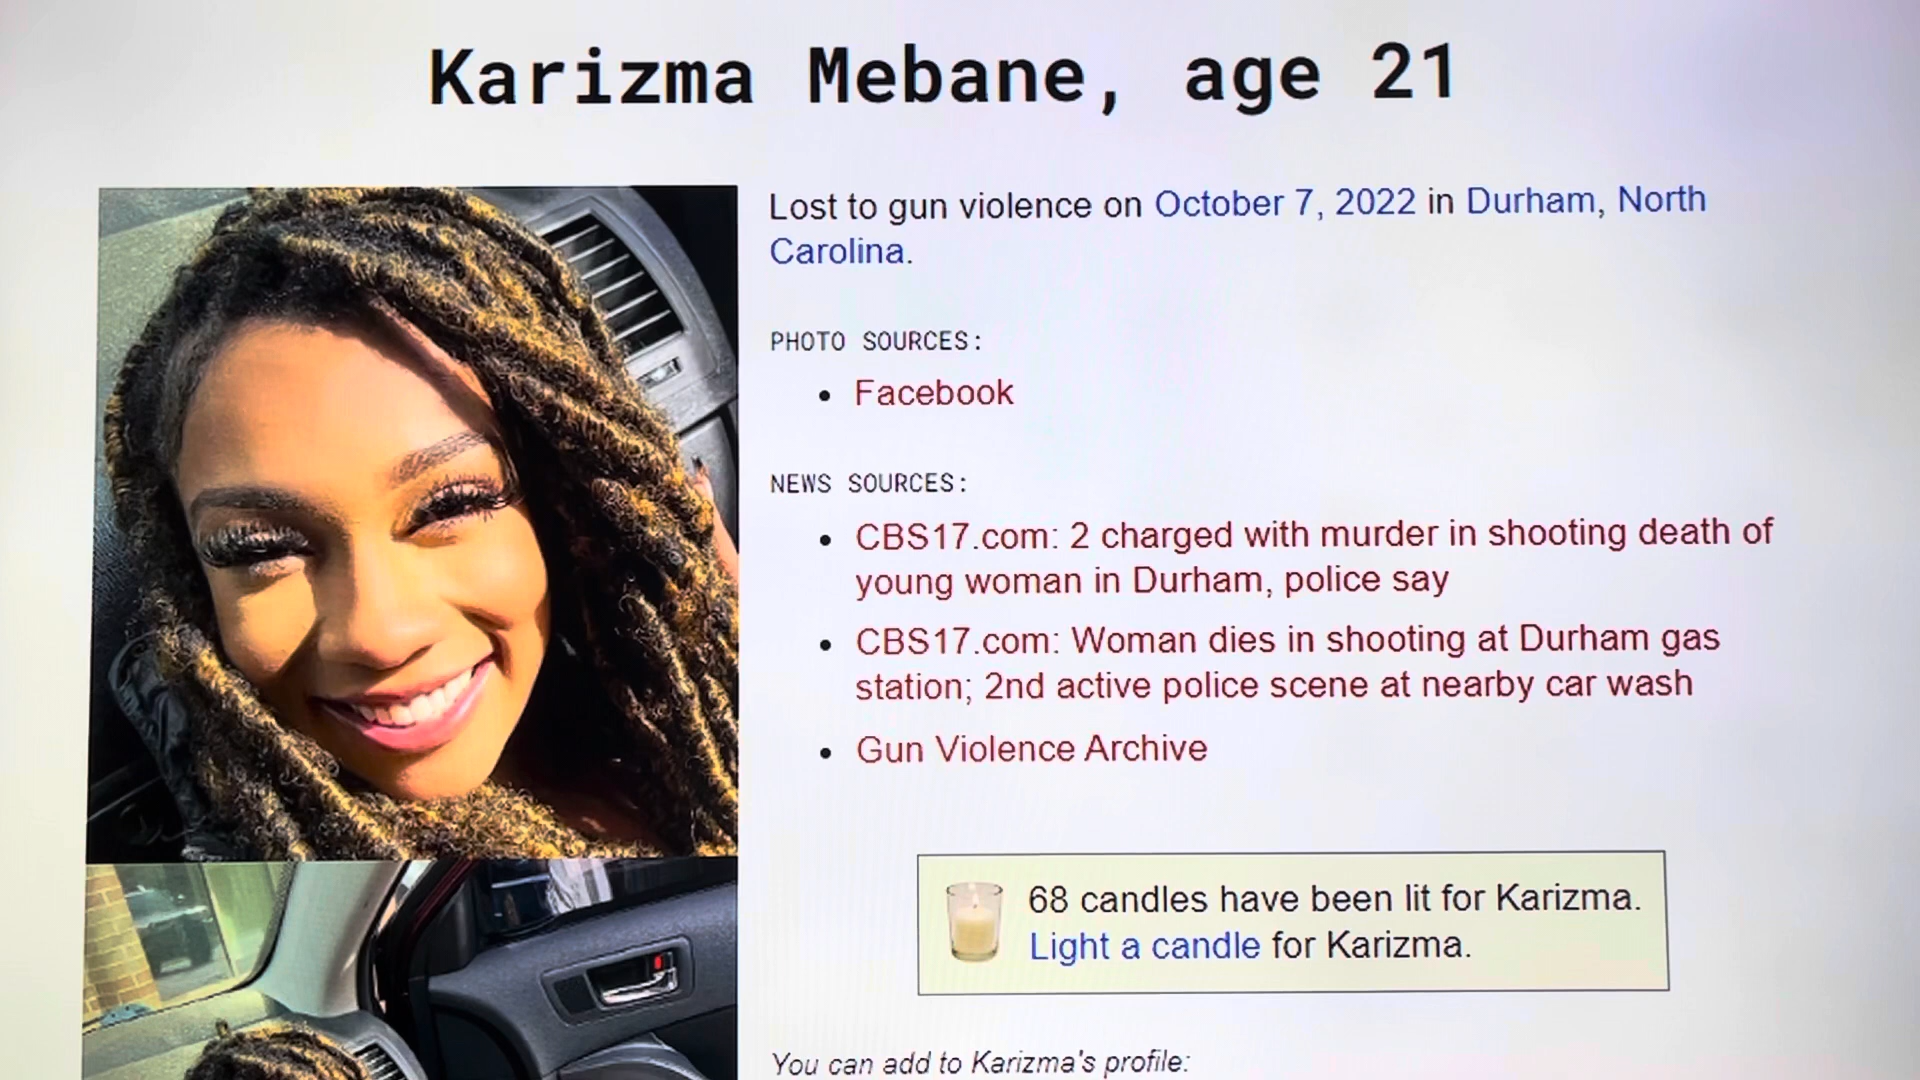 Karizma Mebane, age 21
Lost to gun violence on October 7, 2022 in Durham, North
Carolina.
PHOTO SOURCES:
Facebook
NEWS SOURCES:
CBS17.com: 2 charged with murder in shooting death of
young woman in Durham, police say
CBS17.com: Woman dies in shooting at Durham gas
station; 2nd active police scene at nearby car wash
Gun Violence Archive
68 candles have been lit for Karizma.
Light a candle for Karizma.
You can add to Karizma's profile: